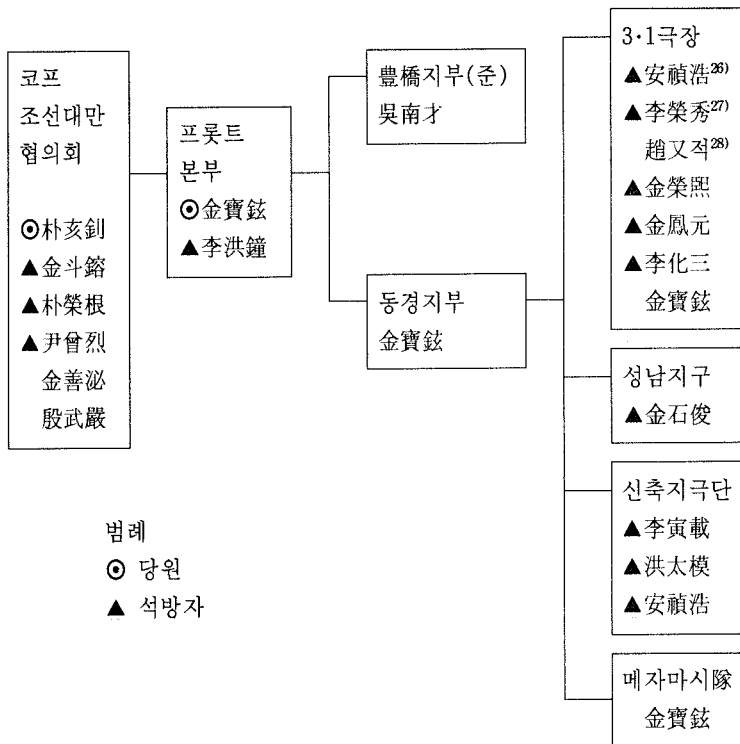 코프
조선대만
협의회
⊙朴亥釗
▲金斗鎔
▲朴榮根
▲尹曾烈
金善泌
殷武巖
프롯트
본부
⊙金寶鉉
▲李洪鐘
豊橋지부(준)
吳南才
동경지부
金寶鉉
3·1극장
▲安禎浩26)
▲李榮秀27)
趙又적28)
▲金榮煕
▲金鳳元
▲李化三
金寶鉉
성남지구
▲金石俊
신축지극단
▲李寅載
▲洪太模
▲安禎浩
메자마시隊
金寶鉉
범례
⊙ 당원
▲ 석방자